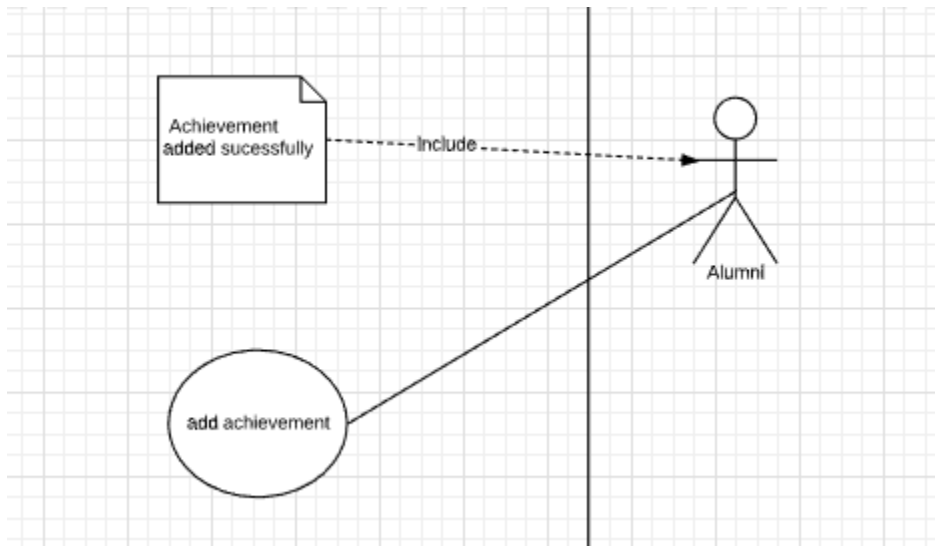 Achievement
added sucessfully
Include
Alumni
add achievement